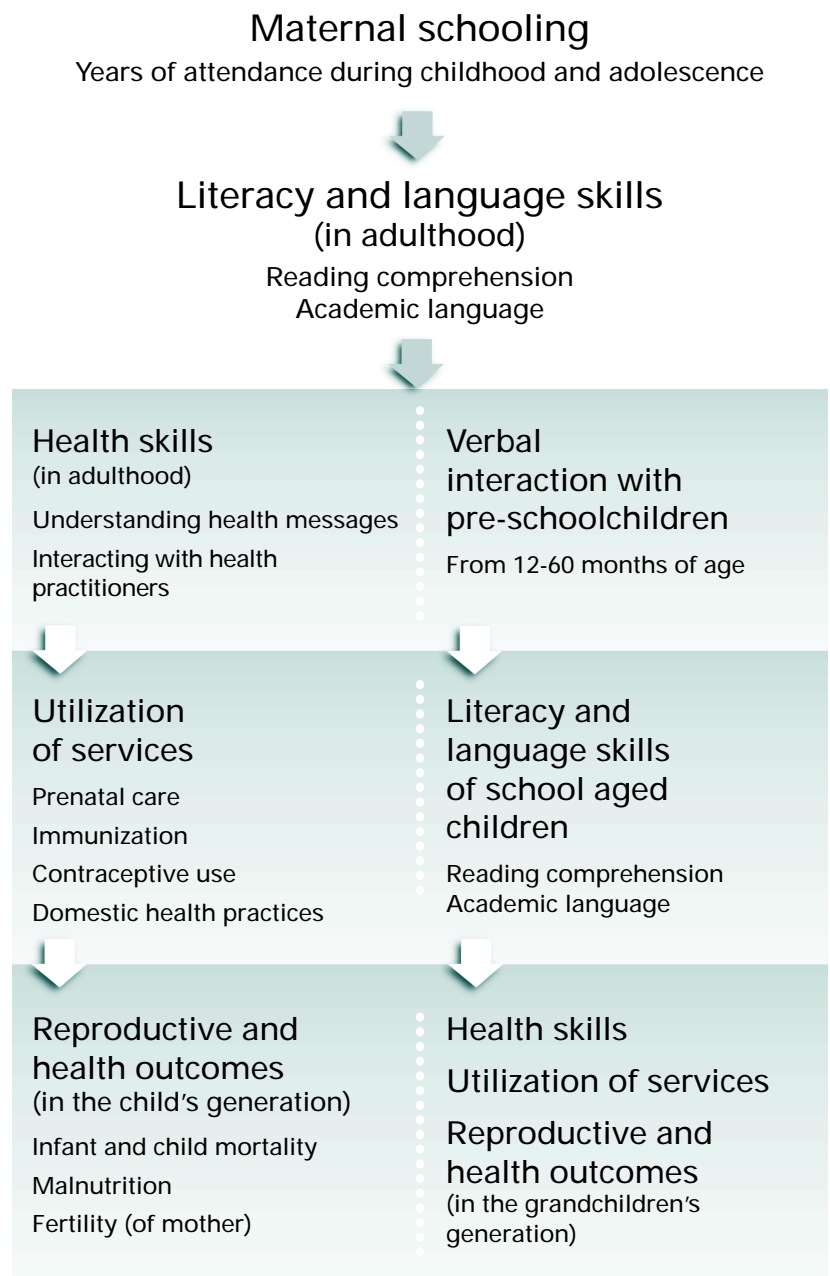 Maternal schooling
Years of attendance during childhood and adolescence
Literacy and language skills
(in adulthood)
Reading comprehension
Academic language
Health skills
(in adulthood)
Understanding health messages
Interacting with health
practitioners
Verbal
interaction with
pre-schoolchildren
From 12-60 months of age
Utilization
of services
Prenatal care
Immunization
Contraceptive use
Domestic health practices
Literacy and
language skills
of school aged
children
Reading comprehension
Academic language
Reproductive and
health outcomes
(in the child’s generation)
Infant and child mortality
Malnutrition
Fertility (of mother)
Health skills
Utilization of services
Reproductive and
health outcomes
(in the grandchildren’s
generation)